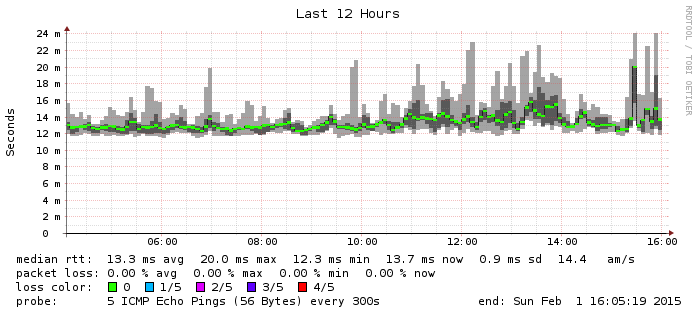 Last 12 Hours
RRDTOOL / TOBI OETIKER
Seconds
24 m
22 m
20 m
18 m
16 m
14 m
12 m
10 m
8 m
6 m
4 m
2 m
0
06:00 08:00 10:00 12:00 14:00 16:00
median rtt: 13.3 ms avg 20.0 ms max 12.3 ms min 13.7 ms now 0.9 ms sd 14.4 am/s
packet loss: 0.00 % avg 0.00 % max 0.00 % min 0.00 % now
loss color: 0 1/5 2/5 3/5 4/5
probe: 5 ICMP Echo Pings (56 Bytes) every 300s end: Sun Feb 1 16:05:19 2015